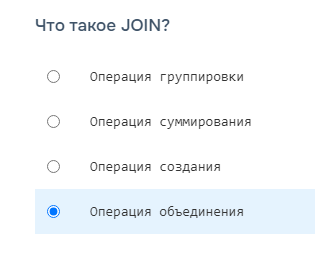 Что такое JOIN?
Операция группировки
Операция суммирования
Операция создания
Операция объединения